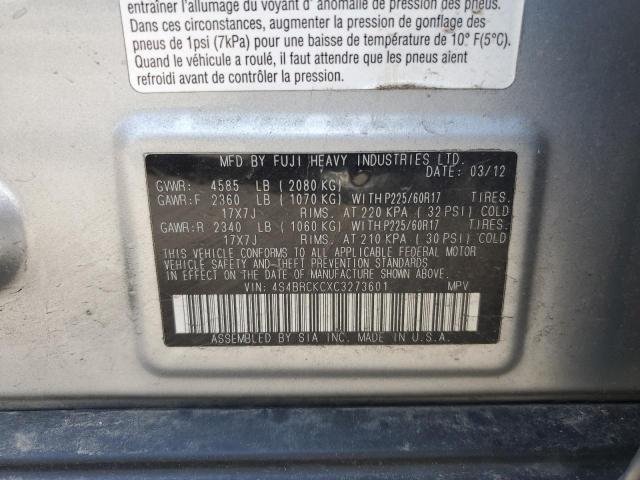 entraîner l'allumage du voyant d' anomalie de pression des pneus.
Dans ces circonstances, augmenter la pression de gonflage des
pneus de 1psi (7kPa) pour une baisse de température de 10° F(5°C).
Quand le véhicule a roulé, il faut attendre que les pneus aient
refroidi avant de contrôler la pression.
MFD BY FUJI HEAVY INDUSTRIES LTD.
DATE: 03/12
GVWR: 4585 LB (2080 KG)
GAWR:F 2360 LB (1070 KG) WITH P225/60R17 TIRES.
17X7J RIMS. AT 220 KPA (32 PSI) COLD
GAWR:R 2340 LB (1060 KG) WITH P225/60R17 TIRES.
17X7J RIMS. AT 210 KPA (30 PSI) COLD
THIS VEHICLE CONFORMS TO ALL APPLICABLE FEDERAL MOTOR
VEHICLE SAFETY AND THEFT PREVENTION STANDARDS
IN EFFECT ON THE DATE OF MANUFACTURE SHOWN ABOVE.
VIN: 4S4BRCKCXC3273601 MPV
ASSEMBLED BY SIA INC. MADE IN U.S.A.